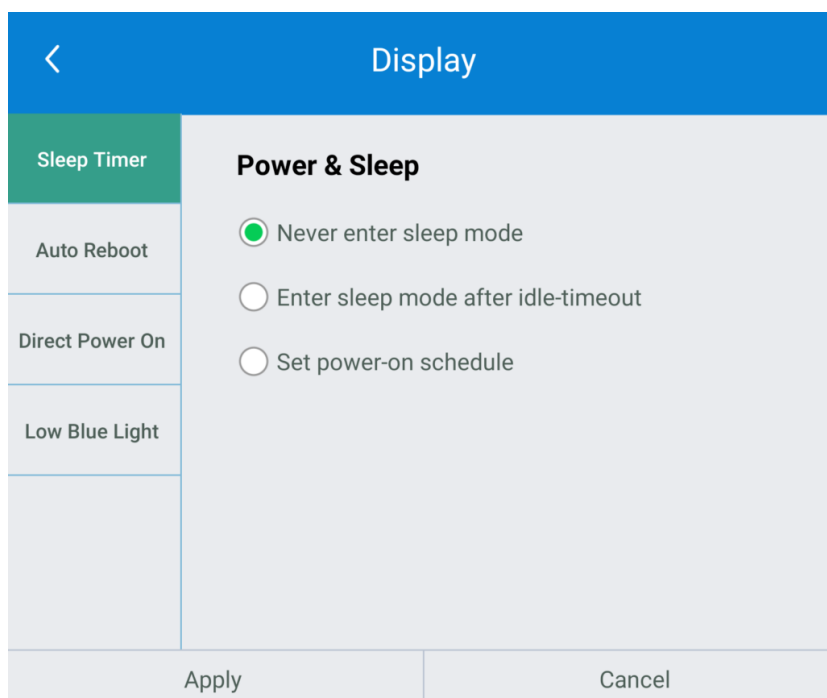 Display
Sleep Timer
Auto Reboot
Direct Power On
Low Blue Light
Power & Sleep
Never enter sleep mode
Enter sleep mode after idle-timeout
Set power-on schedule
Apply
Cancel